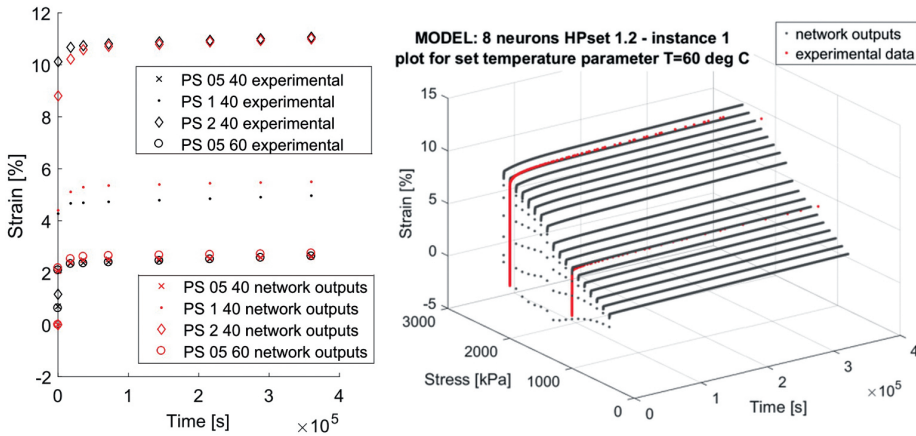 12
10
8
6
4
2
0
-2
Strain [%]
PS 05 40 experimental
PS 1 40 experimental
PS 2 40 experimental
PS 05 60 experimental
PS 05 40 network outputs
PS 1 40 network outputs
PS 2 40 network outputs
PS 05 60 network outputs
0 1 2 3 4
Time [s]
×10⁵
MODEL: 8 neurons HPset 1.2 - instance 1
plot for set temperature parameter T=60 deg C
network outputs
experimental data
15
10
5
0
-5
Strain [%]
3000
2000
1000
0
Stress [kPa]
0
1
2
3
4
×10⁵
Time [s]